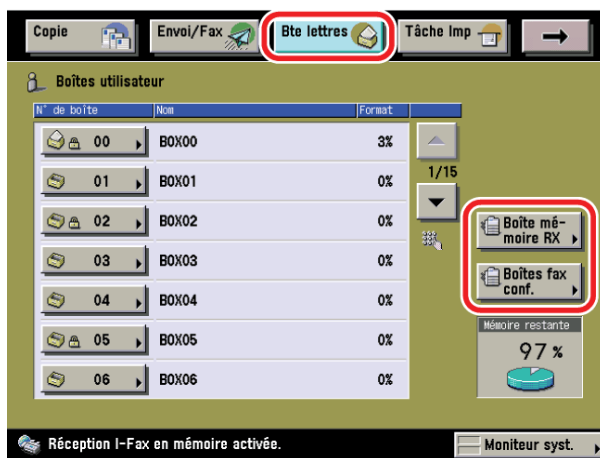 Copie
Envoi/Fax
Bte lettres
Tâche Imp
Boîtes utilisateur
N° de boîte Nom Format
00 BOX00 3%
01 BOX01 0%
1/15
02 BOX02 0%
03 BOX03 0%
04 BOX04 0%
05 BOX05 0%
06 BOX06 0%
Boîte mé-
moire RX
Boîtes fax
conf.
Mémoire restante
97 %
Réception I-Fax en mémoire activée.
Moniteur syst.